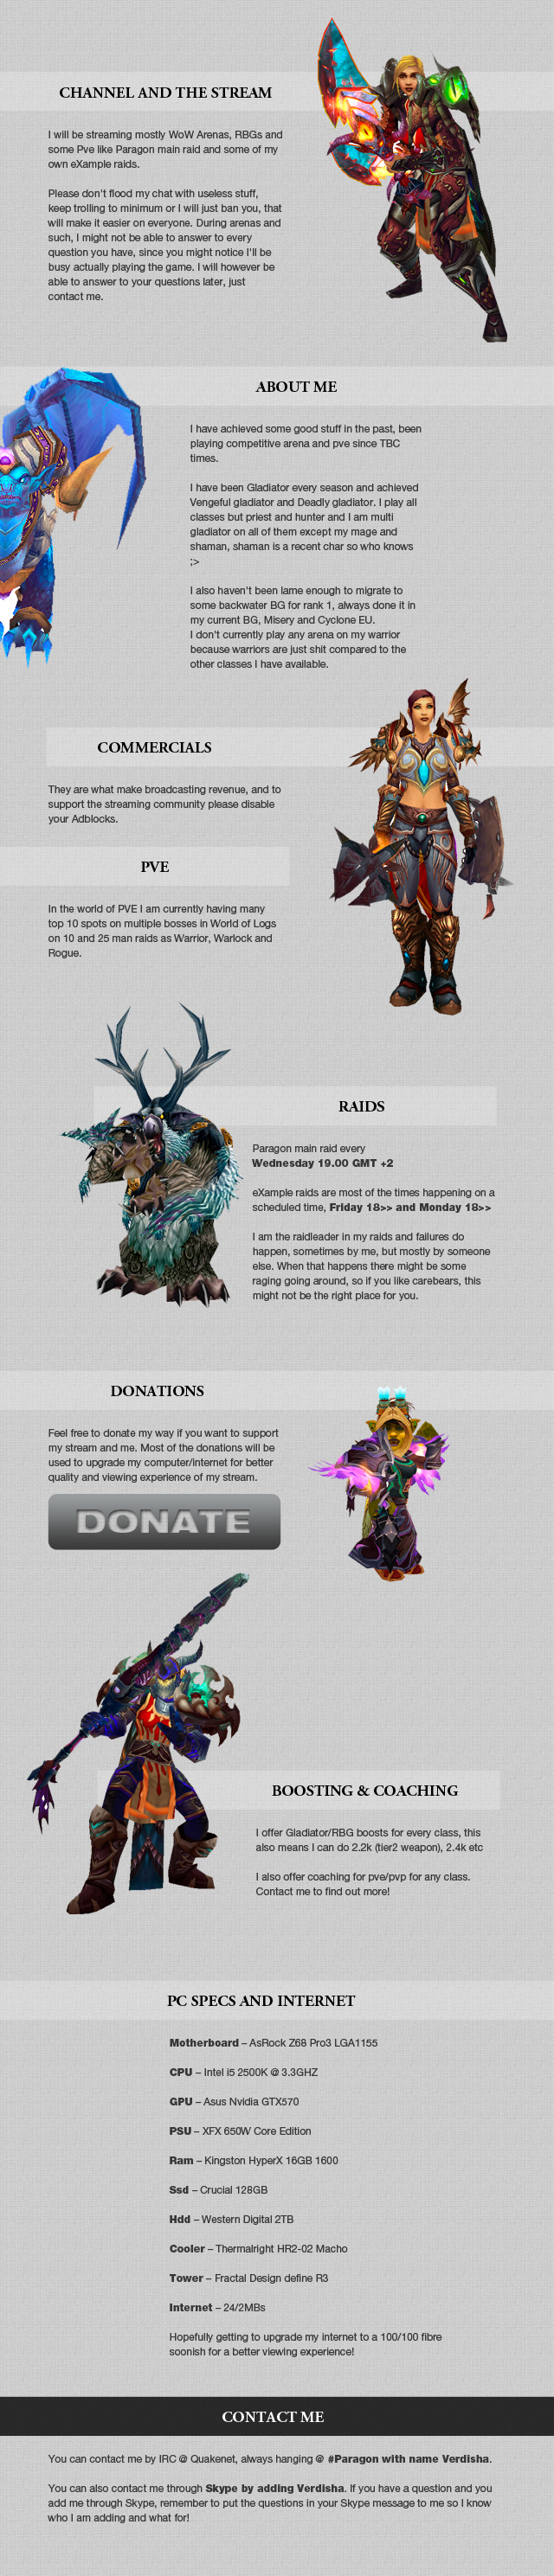 CHANNEL AND THE STREAM
I will be streaming mostly WoW Arenas, RBGs and
some Pve like Paragon main raid and some of my
own eXample raids.
Please don't flood my chat with useless stuff,
keep trolling to minimum or I will just ban you, that
will make it easier on everyone. During arenas and
such, I might not be able to answer to every
question you have, since you might notice I'll be
busy actually playing the game. I will however be
able to answer to your questions later, just
contact me.
ABOUT ME
I have achieved some good stuff in the past, been
playing competitive arena and pve since TBC
times.
I have been Gladiator every season and achieved
Vengeful gladiator and Deadly gladiator. I play all
classes but priest and hunter and I am multi
gladiator on all of them except my mage and
shaman, shaman is a recent char so who knows
;>
I also haven't been lame enough to migrate to
some backwater BG for rank 1, always done it in
my current BG, Misery and Cyclone EU.
I don't currently play any arena on my warrior
because warriors are just shit compared to the
other classes I have available.
COMMERCIALS
They are what make broadcasting revenue, and to
support the streaming community please disable
your Adblocks.
PVE
In the world of PVE I am currently having many
top 10 spots on multiple bosses in World of Logs
on 10 and 25 man raids as Warrior, Warlock and
Rogue.
RAIDS
Paragon main raid every
Wednesday 19.00 GMT +2
eXample raids are most of the times happening on a
scheduled time, Friday 18>> and Monday 18>>
I am the raidleader in my raids and failures do
happen, sometimes by me, but mostly by someone
else. When that happens there might be some
raging going around, so if you like carebears, this
might not be the right place for you.
DONATIONS
Feel free to donate my way if you want to support
my stream and me. Most of the donations will be
used to upgrade my computer/internet for better
quality and viewing experience of my stream.
DONATE
BOOSTING & COACHING
I offer Gladiator/RBG boosts for every class, this
also means I can do 2.2k (tier2 weapon), 2.4k etc
I also offer coaching for pve/pvp for any class.
Contact me to find out more!
PC SPECS AND INTERNET
Motherboard – AsRock Z68 Pro3 LGA1155
CPU – Intel i5 2500K @ 3.3GHZ
GPU – Asus Nvidia GTX570
PSU – XFX 650W Core Edition
Ram – Kingston HyperX 16GB 1600
Ssd – Crucial 128GB
Hdd – Western Digital 2TB
Cooler – Thermalright HR2-02 Macho
Tower – Fractal Design define R3
Internet – 24/2MBs
Hopefully getting to upgrade my internet to a 100/100 fibre
soonish for a better viewing experience!
CONTACT ME
You can contact me by IRC @ Quakenet, always hanging @ #Paragon with name Verdisha.
You can also contact me through Skype by adding Verdisha. If you have a question and you
add me through Skype, remember to put the questions in your Skype message to me so I know
who I am adding and what for!